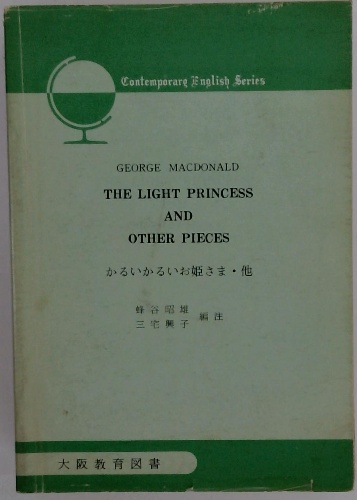 Contemporary English Series
GEORGE MACDONALD
THE LIGHT PRINCESS
AND
OTHER PIECES
かるいかるいお姫さま・他
蜂谷昭雄
三宅興子 編注
大阪教育図書